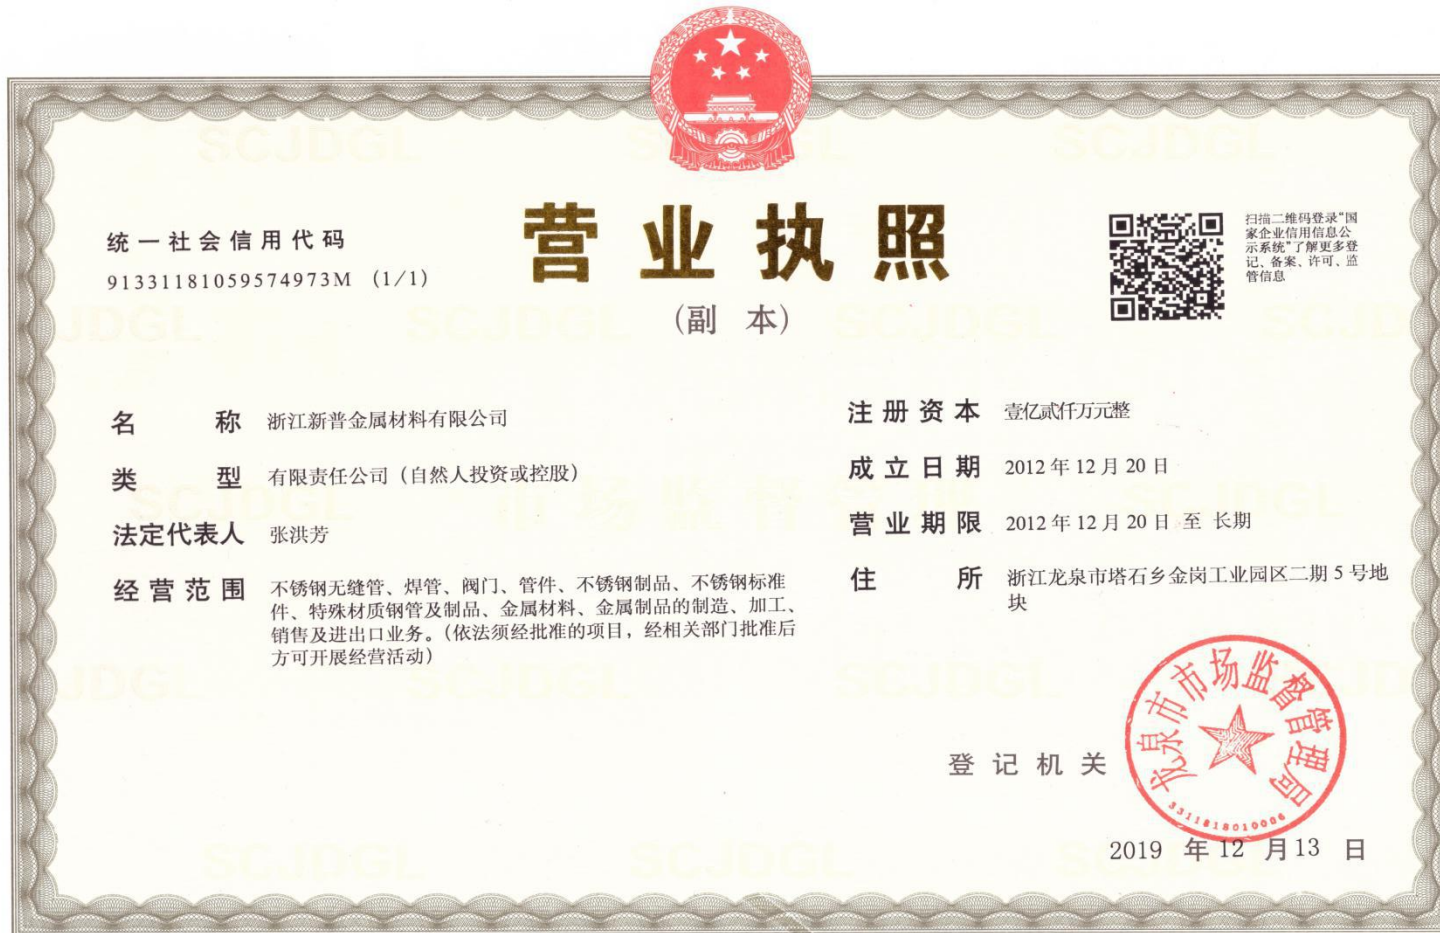 营业执照
(副 本)
统一社会信用代码
91331181059574973M (1/1)
扫描二维码登录“国
家企业信用信息公
示系统”了解更多登
记、备案、许可、监
管信息
名 称 浙江新普金属材料有限公司
类 型 有限责任公司（自然人投资或控股）
法定代表人 张洪芳
经营范围 不锈钢无缝管、焊管、阀门、管件、不锈钢制品、不锈钢标准
件、特殊材质钢管及制品、金属材料、金属制品的制造、加工、
销售及进出口业务。（依法须经批准的项目，经相关部门批准后
方可开展经营活动）
注册资本 壹亿贰仟万元整
成立日期 2012年12月20日
营业期限 2012年12月20日 至 长期
住 所 浙江龙泉市塔石乡金岗工业园区二期5号地
块
登记机关
龙泉市市场监督管理局
3311818010006
2019 年 12 月 13 日
SCJDGL
市场监督管理